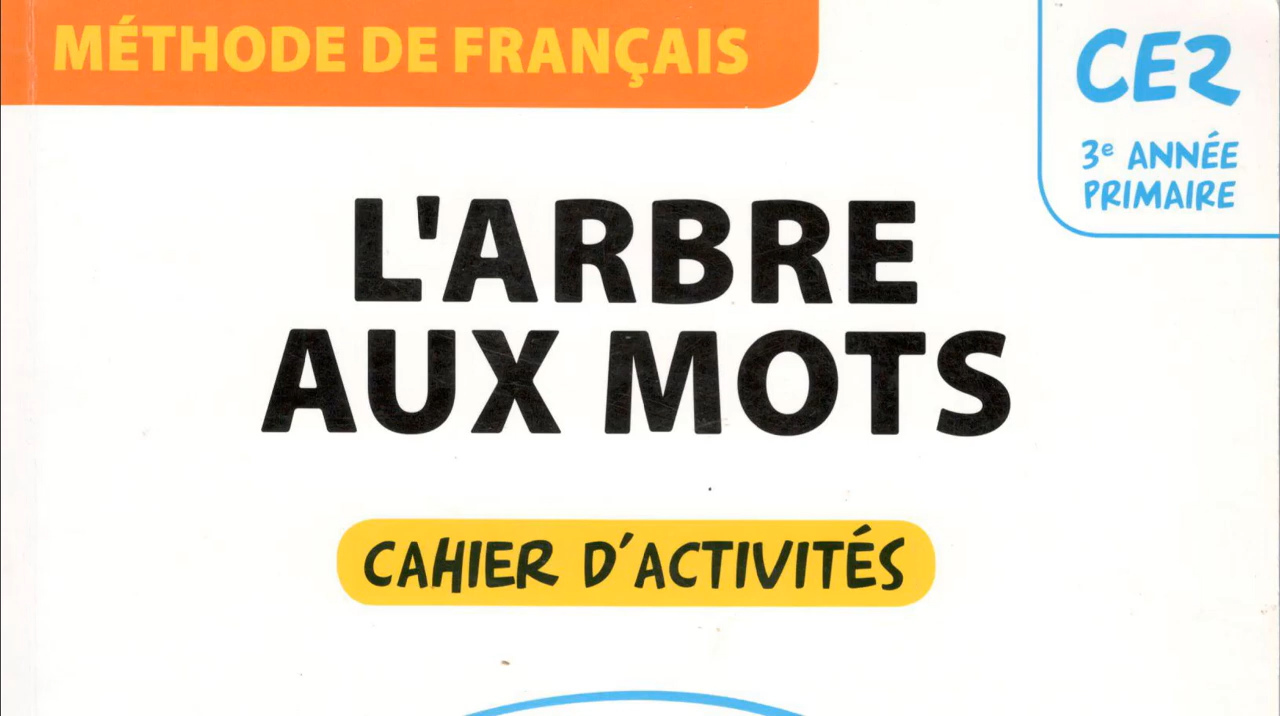 MÉTHODE DE FRANÇAIS
CE2
3e ANNÉE
PRIMAIRE
L'ARBRE
AUX MOTS
CAHIER D'ACTIVITÉS